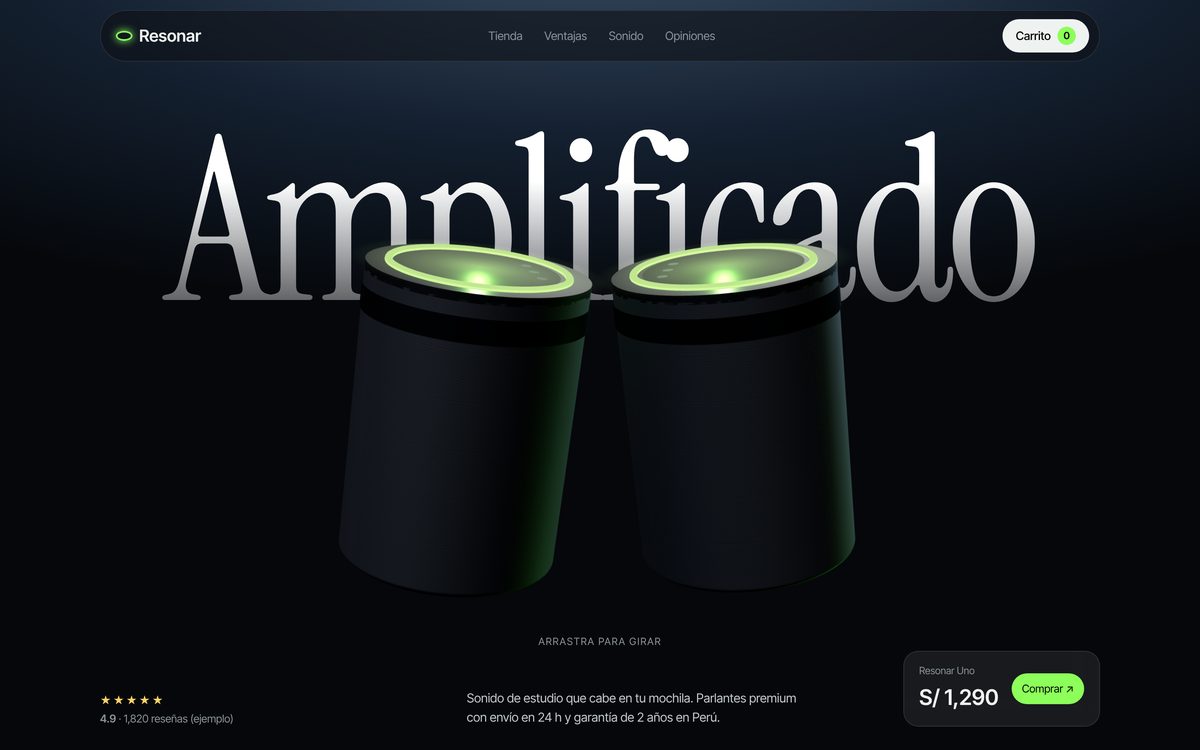 Resonar
Tienda Ventajas Sonido Opiniones
Carrito 0
Amplificado
ARRASTRA PARA GIRAR
★★★★★
4.9 · 1,820 reseñas (ejemplo)
Sonido de estudio que cabe en tu mochila. Parlantes premium
con envío en 24 h y garantía de 2 años en Perú.
Resonar Uno
S/ 1,290
Comprar ↗